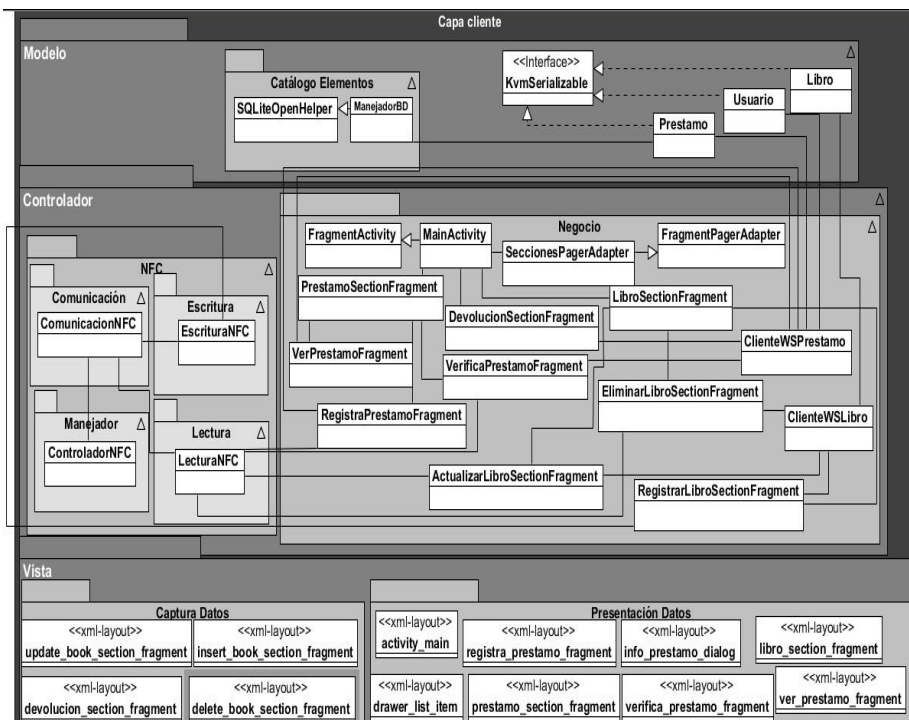 Capa cliente
Modelo
Catálogo Elementos
SQLiteOpenHelper
ManejadorBD
<<Interface>>
KvmSerializable
Libro
Usuario
Prestamo
Controlador
Negocio
FragmentActivity
MainActivity
SeccionesPagerAdapter
FragmentPagerAdapter
PrestamoSectionFragment
LibroSectionFragment
DevolucionSectionFragment
VerPrestamoFragment
VerificaPrestamoFragment
ClienteWSPrestamo
EliminarLibroSectionFragment
RegistraPrestamoFragment
ClienteWSLibro
ActualizarLibroSectionFragment
RegistrarLibroSectionFragment
NFC
Comunicación
ComunicacionNFC
Escritura
EscrituraNFC
Manejador
ControladorNFC
Lectura
LecturaNFC
Vista
Captura Datos
<<xml-layout>>
update_book_section_fragment
<<xml-layout>>
insert_book_section_fragment
<<xml-layout>>
devolucion_section_fragment
<<xml-layout>>
delete_book_section_fragment
Presentación Datos
<<xml-layout>>
activity_main
<<xml-layout>>
registra_prestamo_fragment
<<xml-layout>>
info_prestamo_dialog
<<xml-layout>>
libro_section_fragment
<<xml-layout>>
drawer_list_item
<<xml-layout>>
prestamo_section_fragment
<<xml-layout>>
verifica_prestamo_fragment
<<xml-layout>>
ver_prestamo_fragment